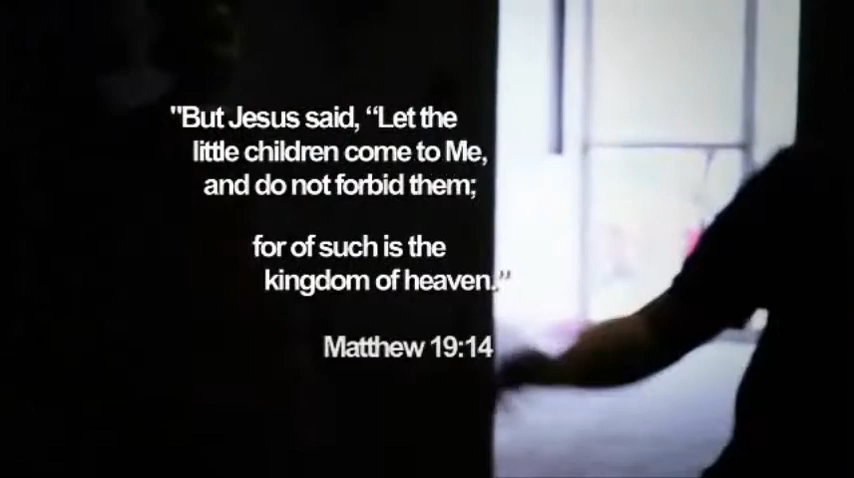 "But Jesus said, “Let the
little children come to Me,
and do not forbid them;
for of such is the
kingdom of heaven.”
Matthew 19:14